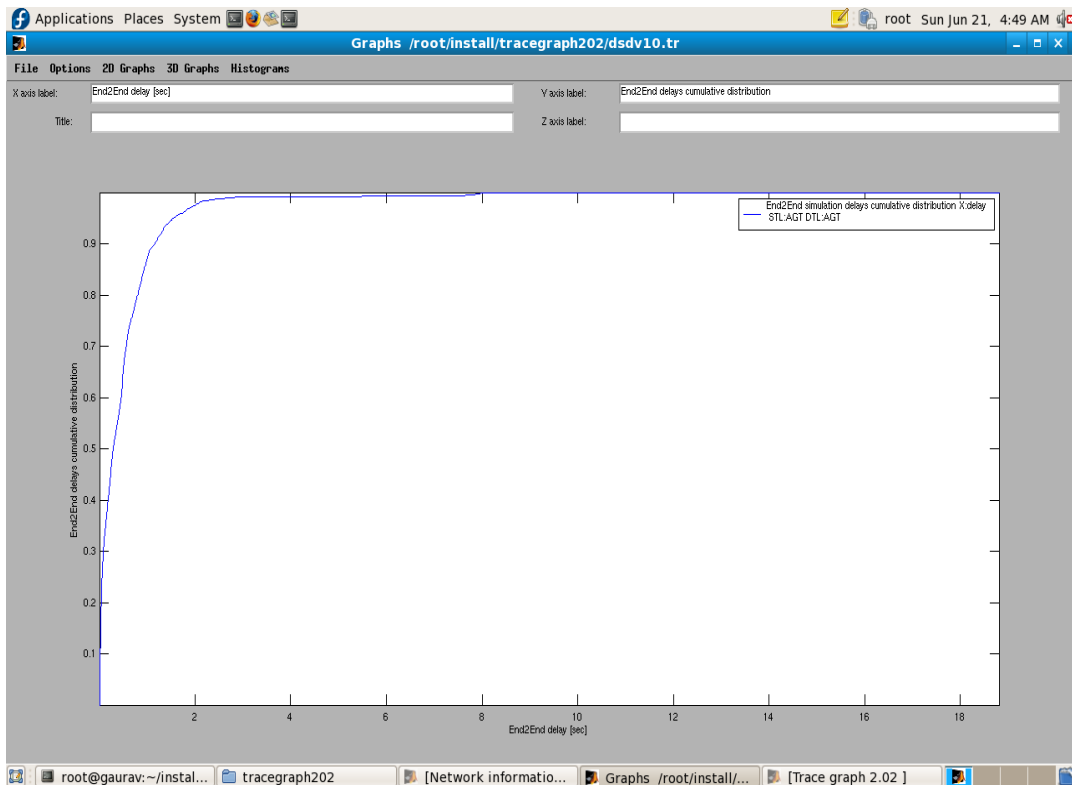 Applications Places System root Sun Jun 21, 4:49 AM
Graphs /root/install/tracegraph202/dsdv10.tr
File Options 2D Graphs 3D Graphs Histograms
X axis label: End2End delay [sec] Y axis label: End2End delays cumulative distribution
Title: Z axis label:
End2End simulation delays cumulative distribution X:delay
STL:AGT DTL:AGT
0.9
0.8
0.7
0.6
0.5
0.4
0.3
0.2
0.1
End2End delays cumulative distribution
2 4 6 8 10 12 14 16 18
End2End delay [sec]
root@gaurav:~/instal... tracegraph202 [Network informatio... Graphs /root/install/... [Trace graph 2.02 ]